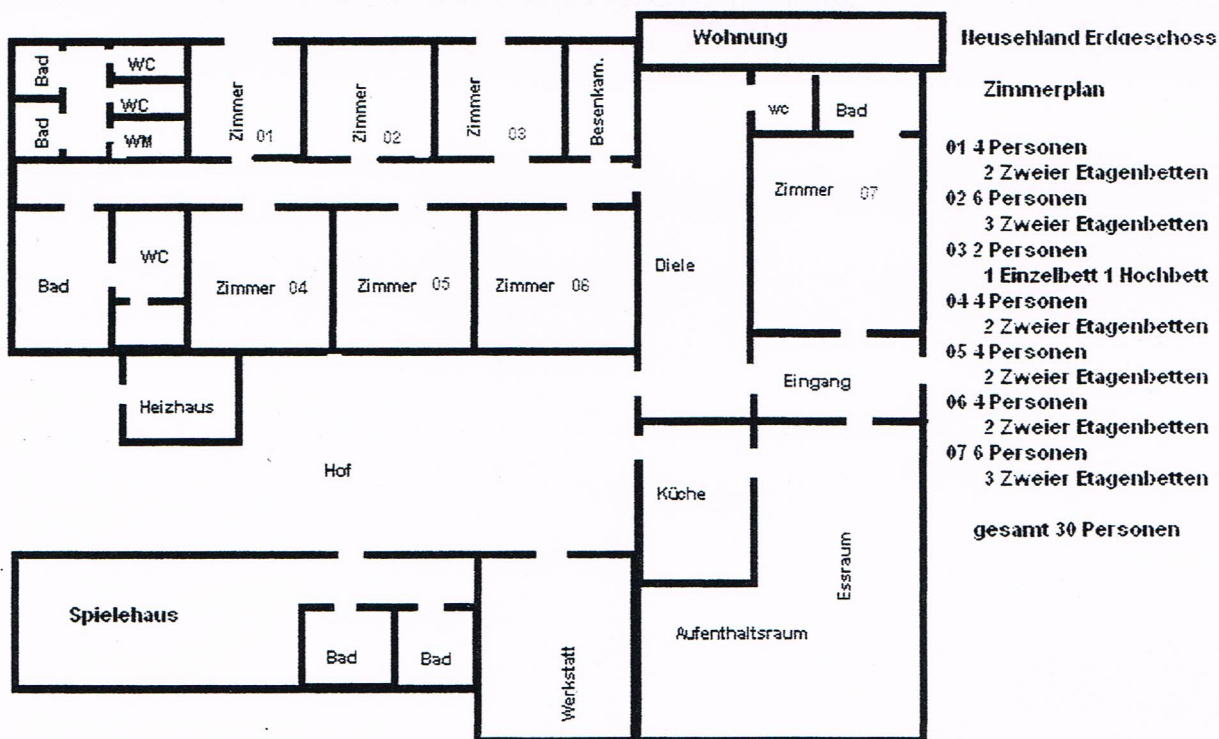 Wohnung
Heusehland Erdgeschoss
Zimmerplan
01 4 Personen
2 Zweier Etagenbetten
02 6 Personen
3 Zweier Etagenbetten
03 2 Personen
1 Einzelbett 1 Hochbett
04 4 Personen
2 Zweier Etagenbetten
05 4 Personen
2 Zweier Etagenbetten
06 4 Personen
2 Zweier Etagenbetten
07 6 Personen
3 Zweier Etagenbetten
gesamt 30 Personen
Bad
Bad
WC
WC
WM
Zimmer 01
Zimmer 02
Zimmer 03
Besenkam.
wc
Bad
Zimmer 07
Bad
WC
Zimmer 04
Zimmer 05
Zimmer 06
Diele
Eingang
Heizhaus
Hof
Küche
Essraum
Aufenthaltsraum
Spielehaus
Bad
Bad
Werkstatt